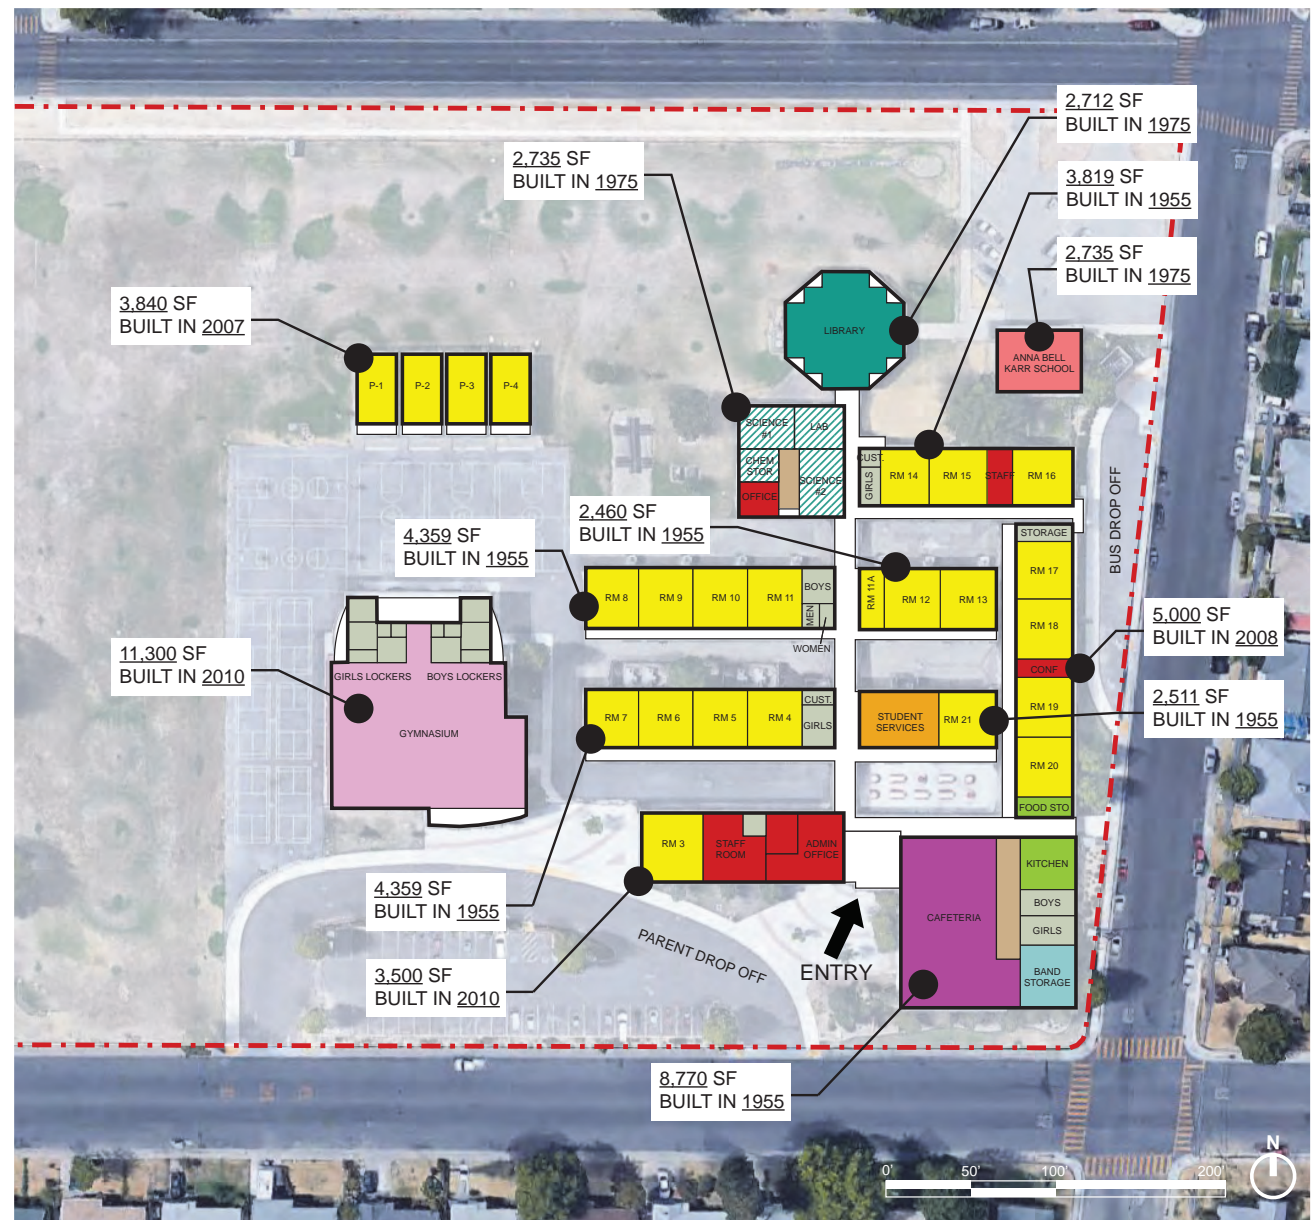 2,712 SF
BUILT IN 1975
2,735 SF
BUILT IN 1975
3,819 SF
BUILT IN 1955
2,735 SF
BUILT IN 1975
3,840 SF
BUILT IN 2007
LIBRARY
ANNA BELL
KARR SCHOOL
P-1
P-2
P-3
P-4
SCIENCE
#1
LAB
CHEM
STOR
SCIENCE
#2
OFFICE
CUST.
GIRLS
RM 14
RM 15
STAFF
RM 16
BUS DROP OFF
2,460 SF
BUILT IN 1955
4,359 SF
BUILT IN 1955
STORAGE
RM 17
RM 18
CONF
RM 19
RM 20
FOOD STO
RM 8
RM 9
RM 10
RM 11
BOYS
MEN
WOMEN
RM 11A
RM 12
RM 13
5,000 SF
BUILT IN 2008
11,300 SF
BUILT IN 2010
GIRLS LOCKERS
BOYS LOCKERS
GYMNASIUM
2,511 SF
BUILT IN 1955
RM 7
RM 6
RM 5
RM 4
CUST.
GIRLS
STUDENT
SERVICES
RM 21
RM 3
STAFF
ROOM
ADMIN
OFFICE
4,359 SF
BUILT IN 1955
KITCHEN
BOYS
GIRLS
CAFETERIA
BAND
STORAGE
PARENT DROP OFF
ENTRY
3,500 SF
BUILT IN 2010
8,770 SF
BUILT IN 1955
N
0'
50'
100'
200'